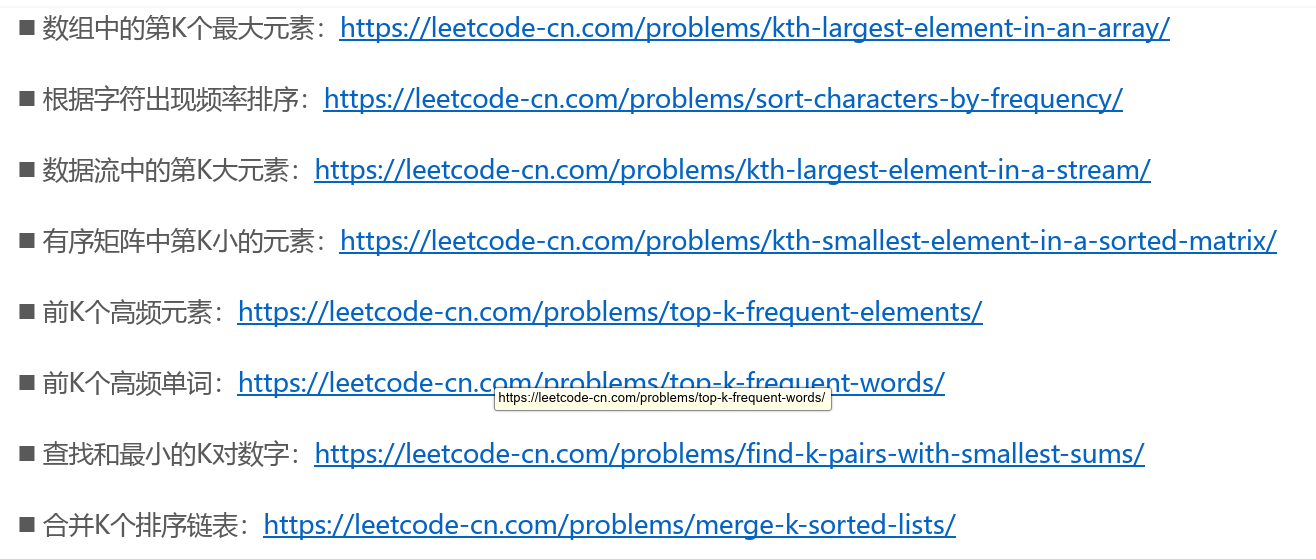 ■ 数组中的第K个最大元素：https://leetcode-cn.com/problems/kth-largest-element-in-an-array/
■ 根据字符出现频率排序：https://leetcode-cn.com/problems/sort-characters-by-frequency/
■ 数据流中的第K大元素：https://leetcode-cn.com/problems/kth-largest-element-in-a-stream/
■ 有序矩阵中第K小的元素：https://leetcode-cn.com/problems/kth-smallest-element-in-a-sorted-matrix/
■ 前K个高频元素：https://leetcode-cn.com/problems/top-k-frequent-elements/
■ 前K个高频单词：https://leetcode-cn.com/problems/top-k-frequent-words/
https://leetcode-cn.com/problems/top-k-frequent-words/
■ 查找和最小的K对数字：https://leetcode-cn.com/problems/find-k-pairs-with-smallest-sums/
■ 合并K个排序链表：https://leetcode-cn.com/problems/merge-k-sorted-lists/